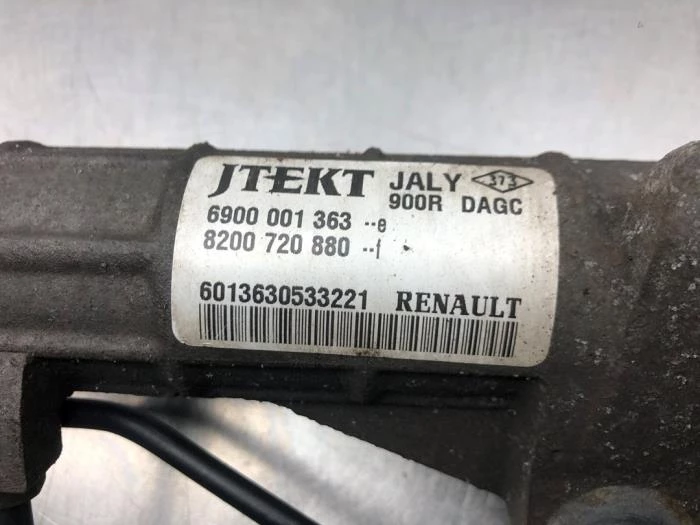 JTEKT JALY 373
900R DAGC
6900 001 363 --e
8200 720 880 --f
6013630533221 RENAULT